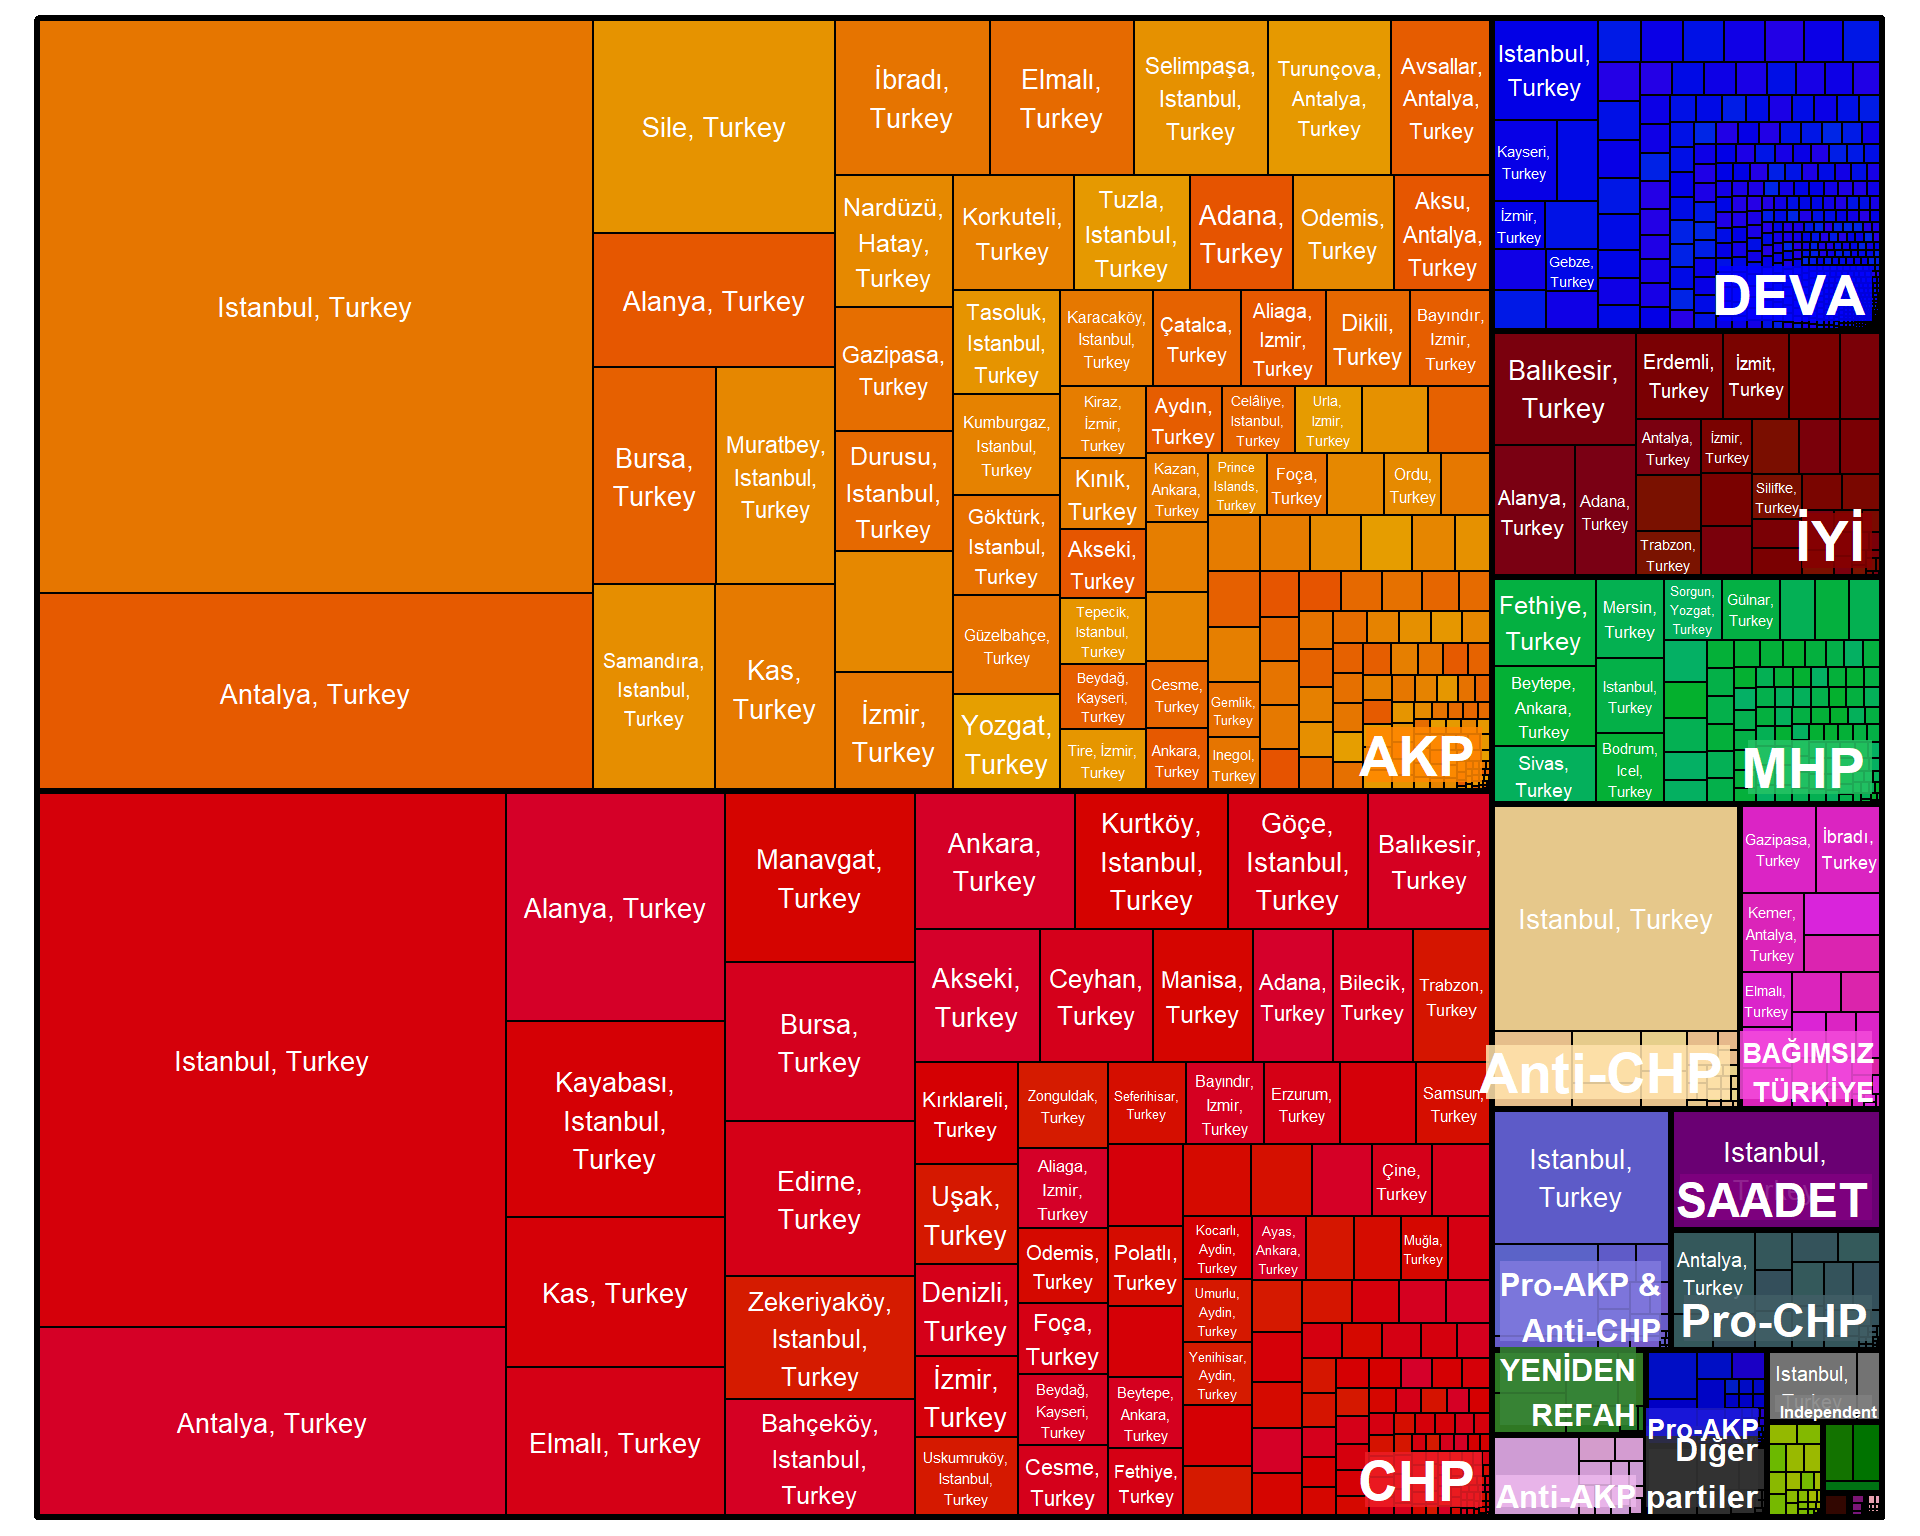 Istanbul, Turkey
Antalya, Turkey
Sile, Turkey
Alanya, Turkey
Bursa,
Turkey
Muratbey,
Istanbul,
Turkey
Samandıra,
Istanbul,
Turkey
Kas,
Turkey
İbradı,
Turkey
Elmalı,
Turkey
Selimpaşa,
Istanbul,
Turkey
Turunçova,
Antalya,
Turkey
Avsallar,
Antalya,
Turkey
Nardüzü,
Hatay,
Turkey
Gazipasa,
Turkey
Durusu,
Istanbul,
Turkey
İzmir,
Turkey
Korkuteli,
Turkey
Tuzla,
Istanbul,
Turkey
Adana,
Turkey
Odemis,
Turkey
Aksu,
Antalya,
Turkey
Tasoluk,
Istanbul,
Turkey
Kumburgaz,
Istanbul,
Turkey
Göktürk,
Istanbul,
Turkey
Güzelbahçe,
Turkey
Yozgat,
Turkey
Karacaköy,
Istanbul,
Turkey
Çatalca,
Turkey
Aliaga,
Izmir,
Turkey
Dikili,
Turkey
Bayındır,
Izmir,
Turkey
Kiraz,
İzmir,
Turkey
Kınık,
Turkey
Akseki,
Turkey
Tepecik,
Istanbul,
Turkey
Beydağ,
Kayseri,
Turkey
Tire, İzmir,
Turkey
Aydın,
Turkey
Celâliye,
Istanbul,
Turkey
Urla,
Izmir,
Turkey
Kazan,
Ankara,
Turkey
Prince
Islands,
Turkey
Foça,
Turkey
Ordu,
Turkey
Cesme,
Turkey
Ankara,
Turkey
Gemlik,
Turkey
Inegol,
Turkey
AKP
Istanbul, Turkey
Antalya, Turkey
Alanya, Turkey
Kayabası,
Istanbul,
Turkey
Kas, Turkey
Elmalı, Turkey
Manavgat,
Turkey
Bursa,
Turkey
Edirne,
Turkey
Zekeriyaköy,
Istanbul,
Turkey
Bahçeköy,
Istanbul,
Turkey
Ankara,
Turkey
Kurtköy,
Istanbul,
Turkey
Göçe,
Istanbul,
Turkey
Balıkesir,
Turkey
Akseki,
Turkey
Ceyhan,
Turkey
Manisa,
Turkey
Adana,
Turkey
Bilecik,
Turkey
Trabzon,
Turkey
Kırklareli,
Turkey
Uşak,
Turkey
Denizli,
Turkey
İzmir,
Turkey
Uskumruköy,
Istanbul,
Turkey
Zonguldak,
Turkey
Aliaga,
Izmir,
Turkey
Odemis,
Turkey
Foça,
Turkey
Beydağ,
Kayseri,
Turkey
Cesme,
Turkey
Seferihisar,
Turkey
Bayındır,
Izmir,
Turkey
Erzurum,
Turkey
Samsun,
Turkey
Polatlı,
Turkey
Beytepe,
Ankara,
Turkey
Fethiye,
Turkey
Çine,
Turkey
Kocarlı,
Aydin,
Turkey
Ayas,
Ankara,
Turkey
Muğla,
Turkey
Umurlu,
Aydin,
Turkey
Yenihisar,
Aydin,
Turkey
CHP
Istanbul,
Turkey
Kayseri,
Turkey
İzmir,
Turkey
Gebze,
Turkey
DEVA
Balıkesir,
Turkey
Alanya,
Turkey
Adana,
Turkey
Erdemli,
Turkey
İzmit,
Turkey
Antalya,
Turkey
İzmir,
Turkey
Silifke,
Turkey
Trabzon,
Turkey
İYİ
Fethiye,
Turkey
Beytepe,
Ankara,
Turkey
Sivas,
Turkey
Mersin,
Turkey
Istanbul,
Turkey
Bodrum,
Icel,
Turkey
Sorgun,
Yozgat,
Turkey
Gülnar,
Turkey
MHP
Istanbul, Turkey
Anti-CHP
Gazipasa,
Turkey
İbradı,
Turkey
Kemer,
Antalya,
Turkey
Elmalı,
Turkey
BAĞIMSIZ
TÜRKİYE
Istanbul,
Turkey
Pro-AKP &
Anti-CHP
Istanbul,
Turkey
SAADET
Antalya,
Turkey
Pro-CHP
YENİDEN
REFAH
Anti-AKP
Pro-AKP
Diğer
partiler
Istanbul,
Turkey
Independent